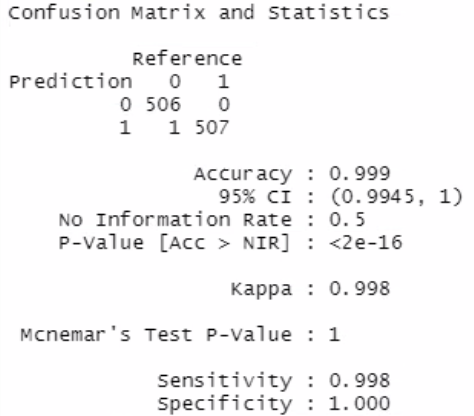 Confusion Matrix and Statistics
Reference
Prediction 0 1
0 506 0
1 1 507
Accuracy : 0.999
95% CI : (0.9945, 1)
No Information Rate : 0.5
P-Value [Acc > NIR] : <2e-16
Kappa : 0.998
Mcnemar's Test P-Value : 1
Sensitivity : 0.998
Specificity : 1.000